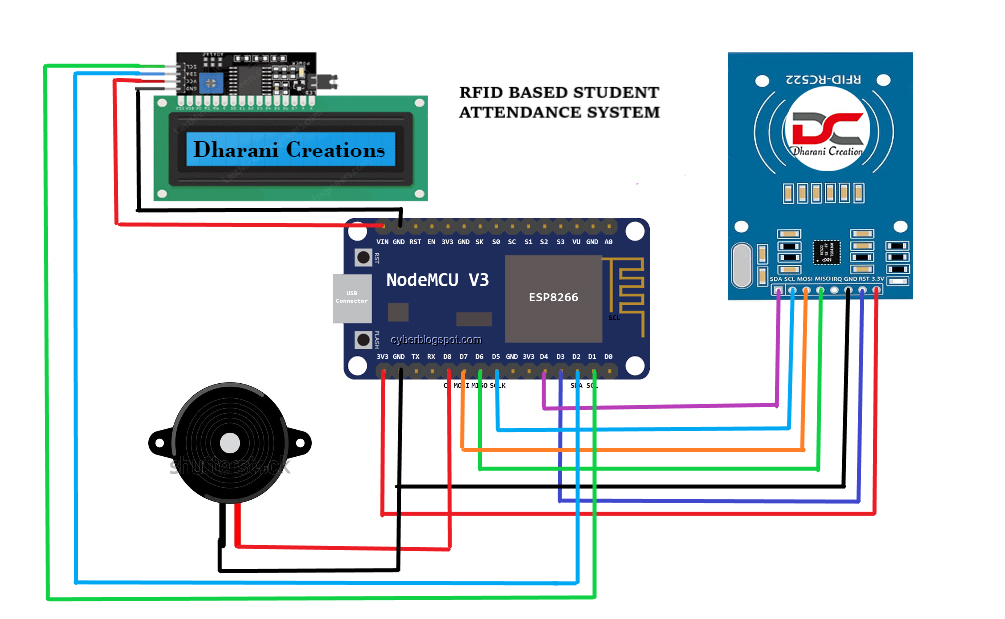 SCL
SDA
VCC
GND
Dharani Creations
RFID BASED STUDENT
ATTENDANCE SYSTEM
RFID-RC522
DC
Dharani Creation
SDA SCL MOSI MISO IRQ GND RST 3.3V
VIN GND RST EN 3V3 GND SK S0 SC S1 S2 S3 VU GND A0
RST
NodeMCU V3
USB
Connector
ESP8266
SCL
FLASH
cyberblogspot.com
3V3 GND TX RX D8 D7 D6 D5 GND 3V3 D4 D3 D2 D1 D0
MOSI MISO SCLK SDA SCL